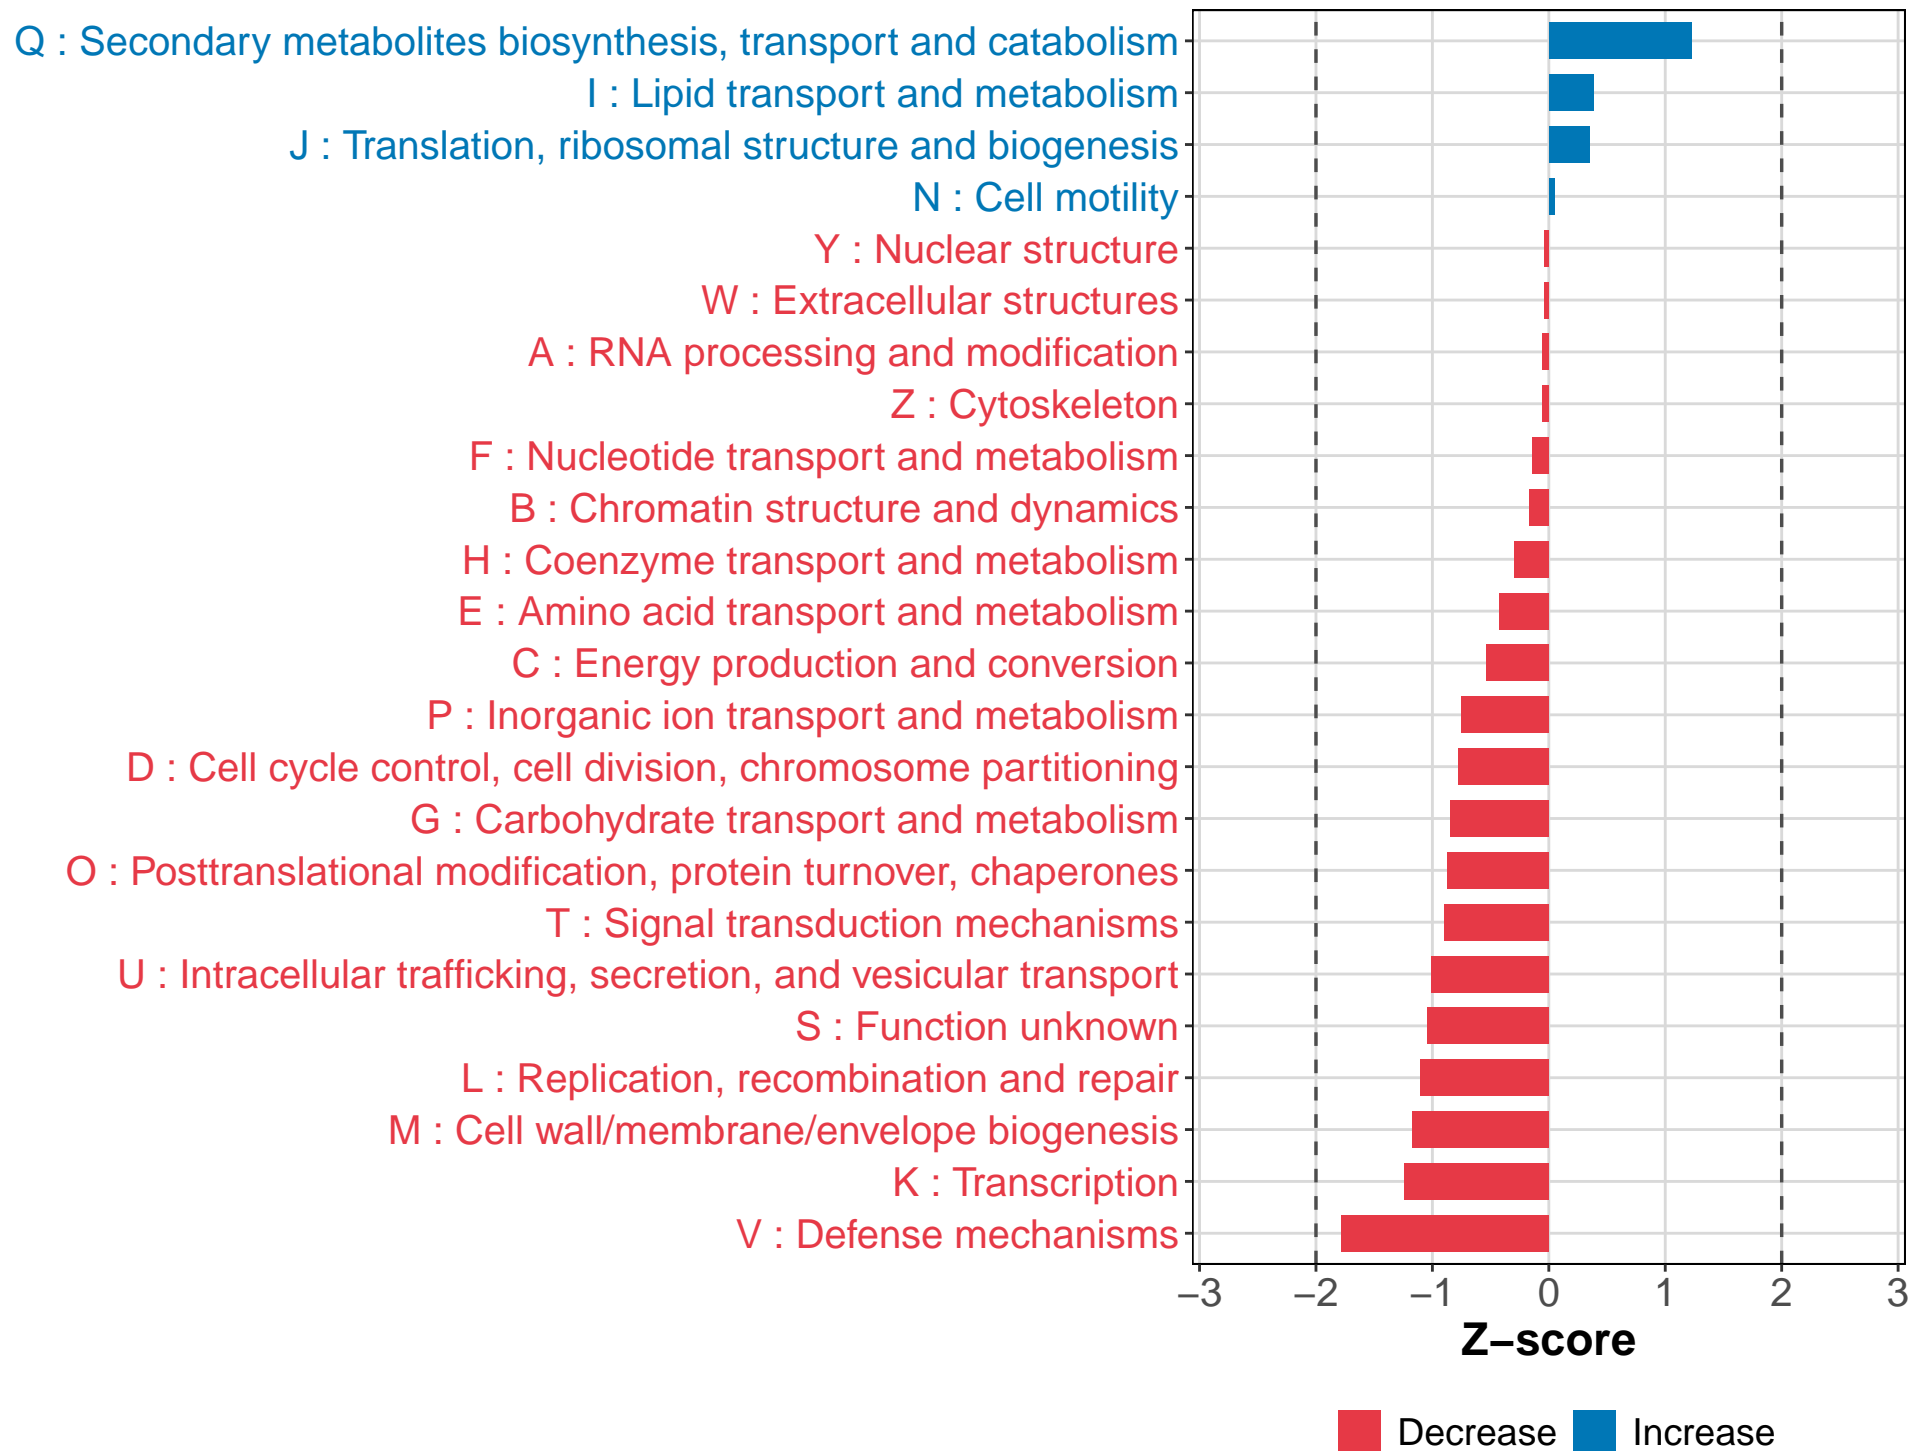 Q : Secondary metabolites biosynthesis, transport and catabolism
I : Lipid transport and metabolism
J : Translation, ribosomal structure and biogenesis
N : Cell motility
Y : Nuclear structure
W : Extracellular structures
A : RNA processing and modification
Z : Cytoskeleton
F : Nucleotide transport and metabolism
B : Chromatin structure and dynamics
H : Coenzyme transport and metabolism
E : Amino acid transport and metabolism
C : Energy production and conversion
P : Inorganic ion transport and metabolism
D : Cell cycle control, cell division, chromosome partitioning
G : Carbohydrate transport and metabolism
O : Posttranslational modification, protein turnover, chaperones
T : Signal transduction mechanisms
U : Intracellular trafficking, secretion, and vesicular transport
S : Function unknown
L : Replication, recombination and repair
M : Cell wall/membrane/envelope biogenesis
K : Transcription
V : Defense mechanisms
−3 −2 −1 0 1 2 3
Z−score
Decrease Increase